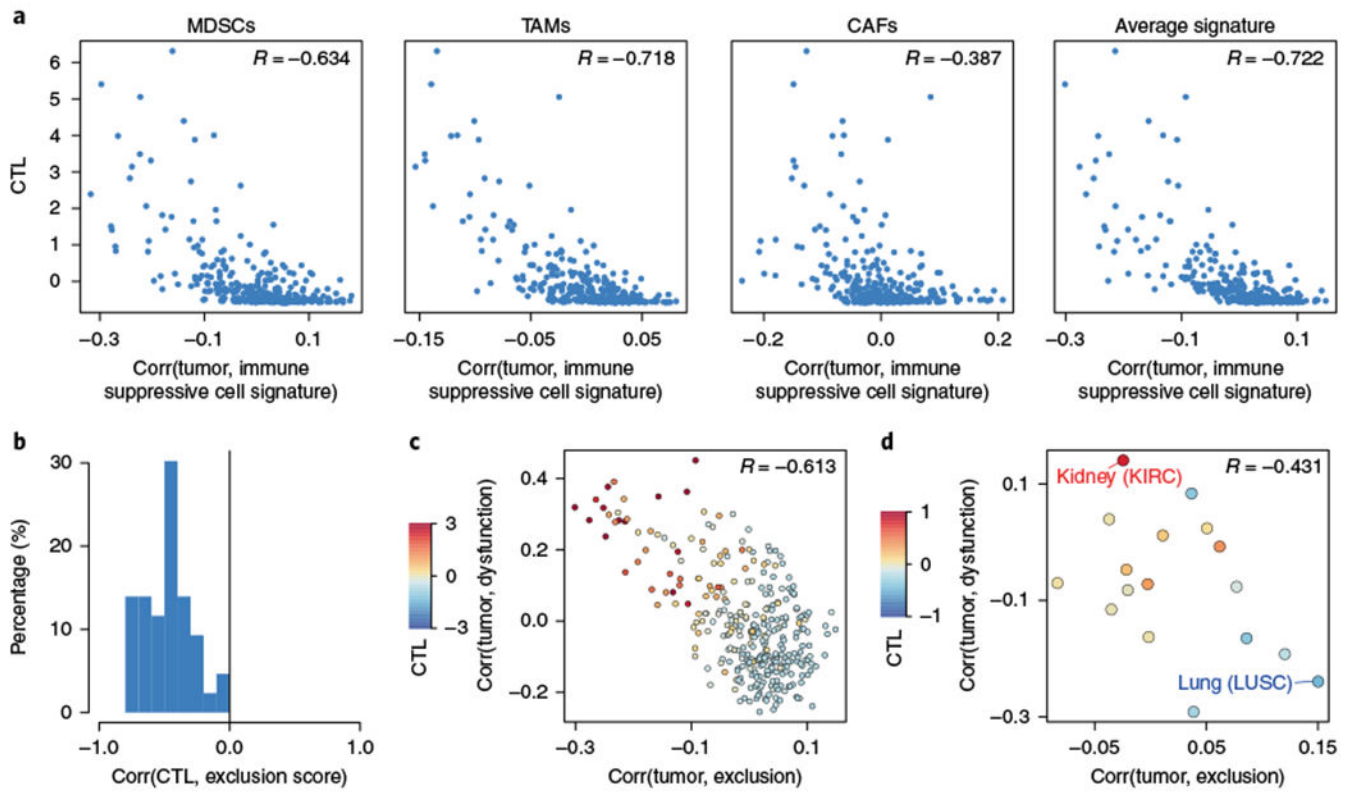 a
MDSCs
TAMs
CAFs
Average signature
R = −0.634
R = −0.718
R = −0.387
R = −0.722
CTL
6
5
4
3
2
1
0
−0.3
−0.1
0.1
−0.15
−0.05
0.05
−0.2
0.0
0.2
−0.3
−0.1
0.1
Corr(tumor, immune
suppressive cell signature)
Corr(tumor, immune
suppressive cell signature)
Corr(tumor, immune
suppressive cell signature)
Corr(tumor, immune
suppressive cell signature)
b
Percentage (%)
30
20
10
0
−1.0
0.0
1.0
Corr(CTL, exclusion score)
c
3
0
−3
CTL
Corr(tumor, dysfunction)
0.4
0.2
0.0
−0.2
R = −0.613
−0.3
−0.1
0.1
Corr(tumor, exclusion)
d
1
0
−1
CTL
Corr(tumor, dysfunction)
0.1
−0.1
−0.3
Kidney (KIRC)
R = −0.431
Lung (LUSC)
−0.05
0.05
0.15
Corr(tumor, exclusion)